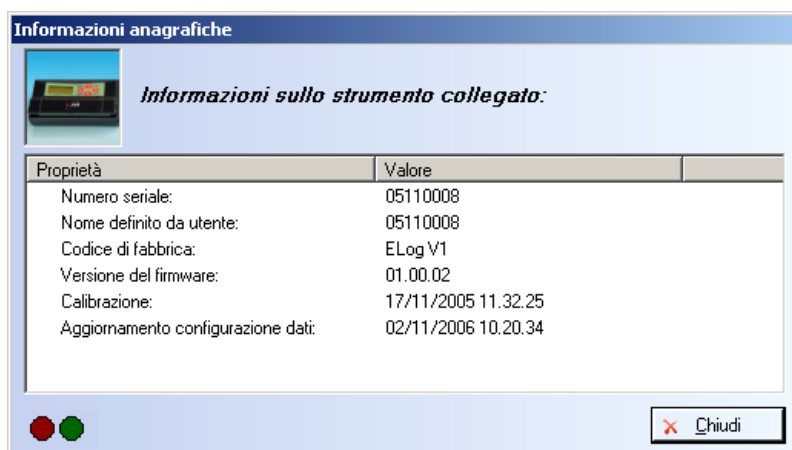 Informazioni anagrafiche
Informazioni sullo strumento collegato:
Proprietà Valore
Numero seriale: 05110008
Nome definito da utente: 05110008
Codice di fabbrica: ELog V1
Versione del firmware: 01.00.02
Calibrazione: 17/11/2005 11.32.25
Aggiornamento configurazione dati: 02/11/2006 10.20.34
Chiudi